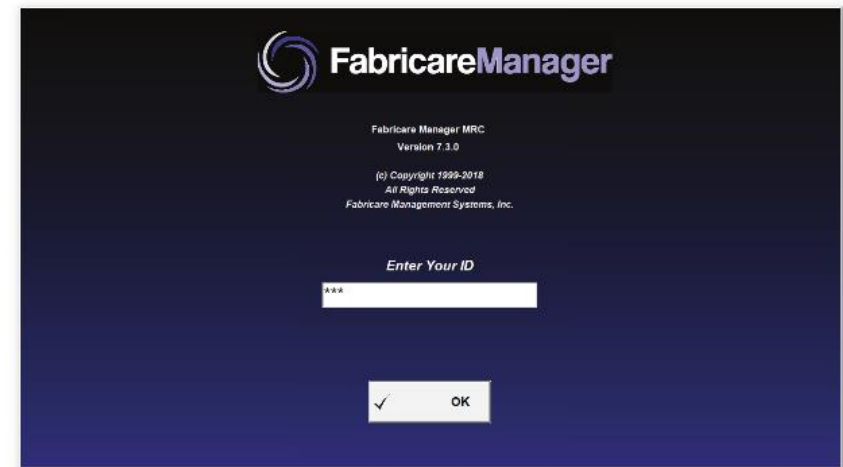 FabricareManager
Fabricare Manager MRC
Version 7.3.0
(c) Copyright 1999-2018
All Rights Reserved
Fabricare Management Systems, Inc.
Enter Your ID
***
OK